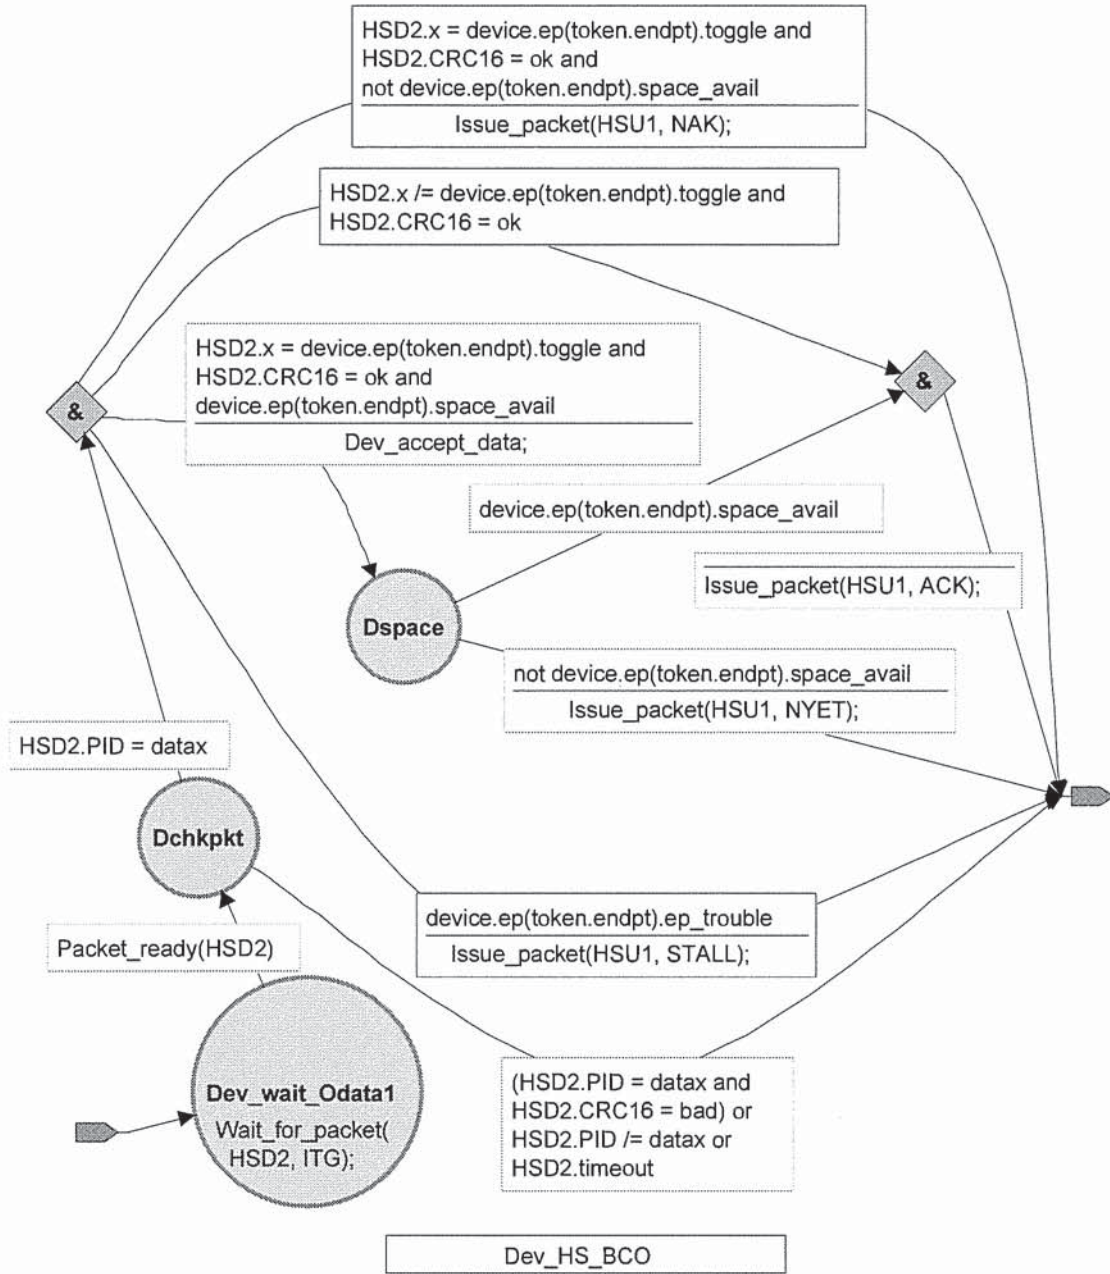 HSD2.x = device.ep(token.endpt).toggle and
HSD2.CRC16 = ok and
not device.ep(token.endpt).space_avail
Issue_packet(HSU1, NAK);
HSD2.x /= device.ep(token.endpt).toggle and
HSD2.CRC16 = ok
HSD2.x = device.ep(token.endpt).toggle and
HSD2.CRC16 = ok and
device.ep(token.endpt).space_avail
Dev_accept_data;
&
&
device.ep(token.endpt).space_avail
Issue_packet(HSU1, ACK);
Dspace
not device.ep(token.endpt).space_avail
Issue_packet(HSU1, NYET);
HSD2.PID = datax
Dchkpkt
device.ep(token.endpt).ep_trouble
Issue_packet(HSU1, STALL);
Packet_ready(HSD2)
Dev_wait_Odata1
Wait_for_packet(
HSD2, ITG);
(HSD2.PID = datax and
HSD2.CRC16 = bad) or
HSD2.PID /= datax or
HSD2.timeout
Dev_HS_BCO